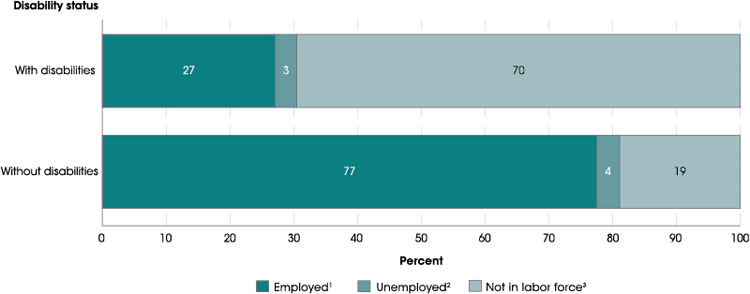 Disability status
With disabilities 27 3 70
Without disabilities 77 4 19
0 10 20 30 40 50 60 70 80 90 100
Percent
Employed¹ Unemployed² Not in labor force³